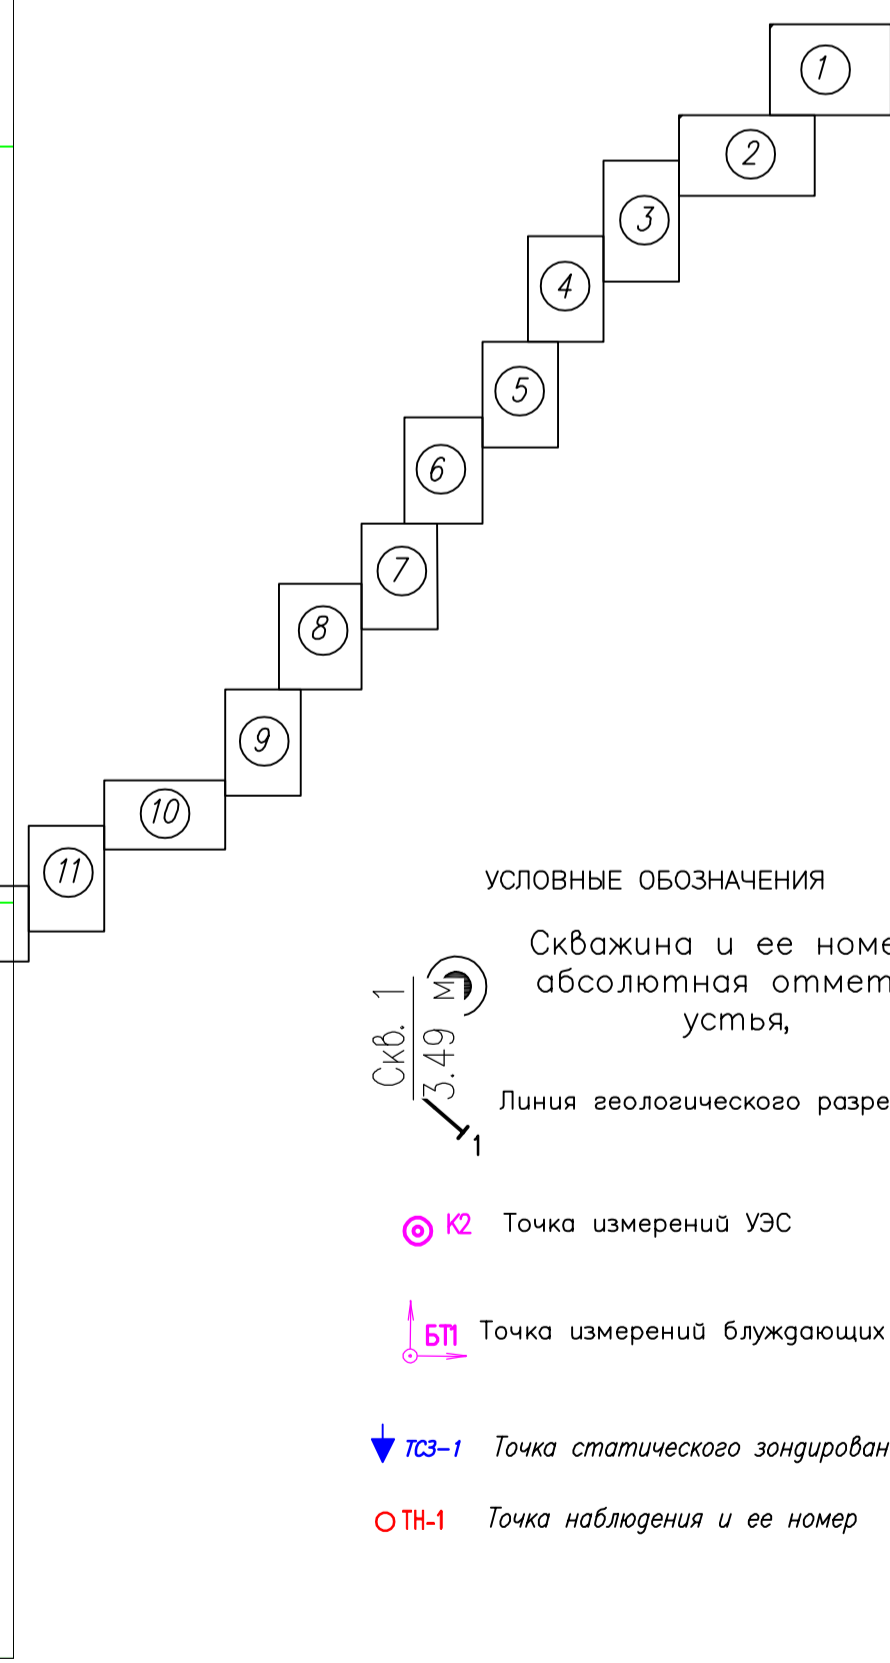 1
2
3
4
5
6
7
8
9
10
11
УСЛОВНЫЕ ОБОЗНАЧЕНИЯ
Скважина и ее номе
абсолютная отмет
устья,
Скв. 1
3.49 м
Линия геологического разре
1
К2 Точка измерений УЭС
БТ1 Точка измерений блуждающих
ТСЗ-1 Точка статического зондирован
ТН-1 Точка наблюдения и ее номер